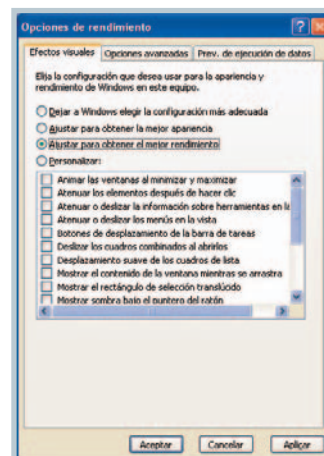 Opciones de rendimiento
Efectos visuales
Opciones avanzadas
Prev. de ejecución de datos
Elija la configuración que desea usar para la apariencia y
rendimiento de Windows en este equipo.
Dejar a Windows elegir la configuración más adecuada
Ajustar para obtener la mejor apariencia
Ajustar para obtener el mejor rendimiento
Personalizar:
Animar las ventanas al minimizar y maximizar
Atenuar los elementos después de hacer clic
Atenuar o deslizar la información sobre herramientas en la
Atenuar o deslizar los menús en la vista
Botones de desplazamiento de la barra de tareas
Deslizar los cuadros combinados al abrirlos
Desplazamiento suave de los cuadros de lista
Mostrar el contenido de la ventana mientras se arrastra
Mostrar el rectángulo de selección translúcido
Mostrar sombra bajo el puntero del ratón
Aceptar
Cancelar
Aplicar